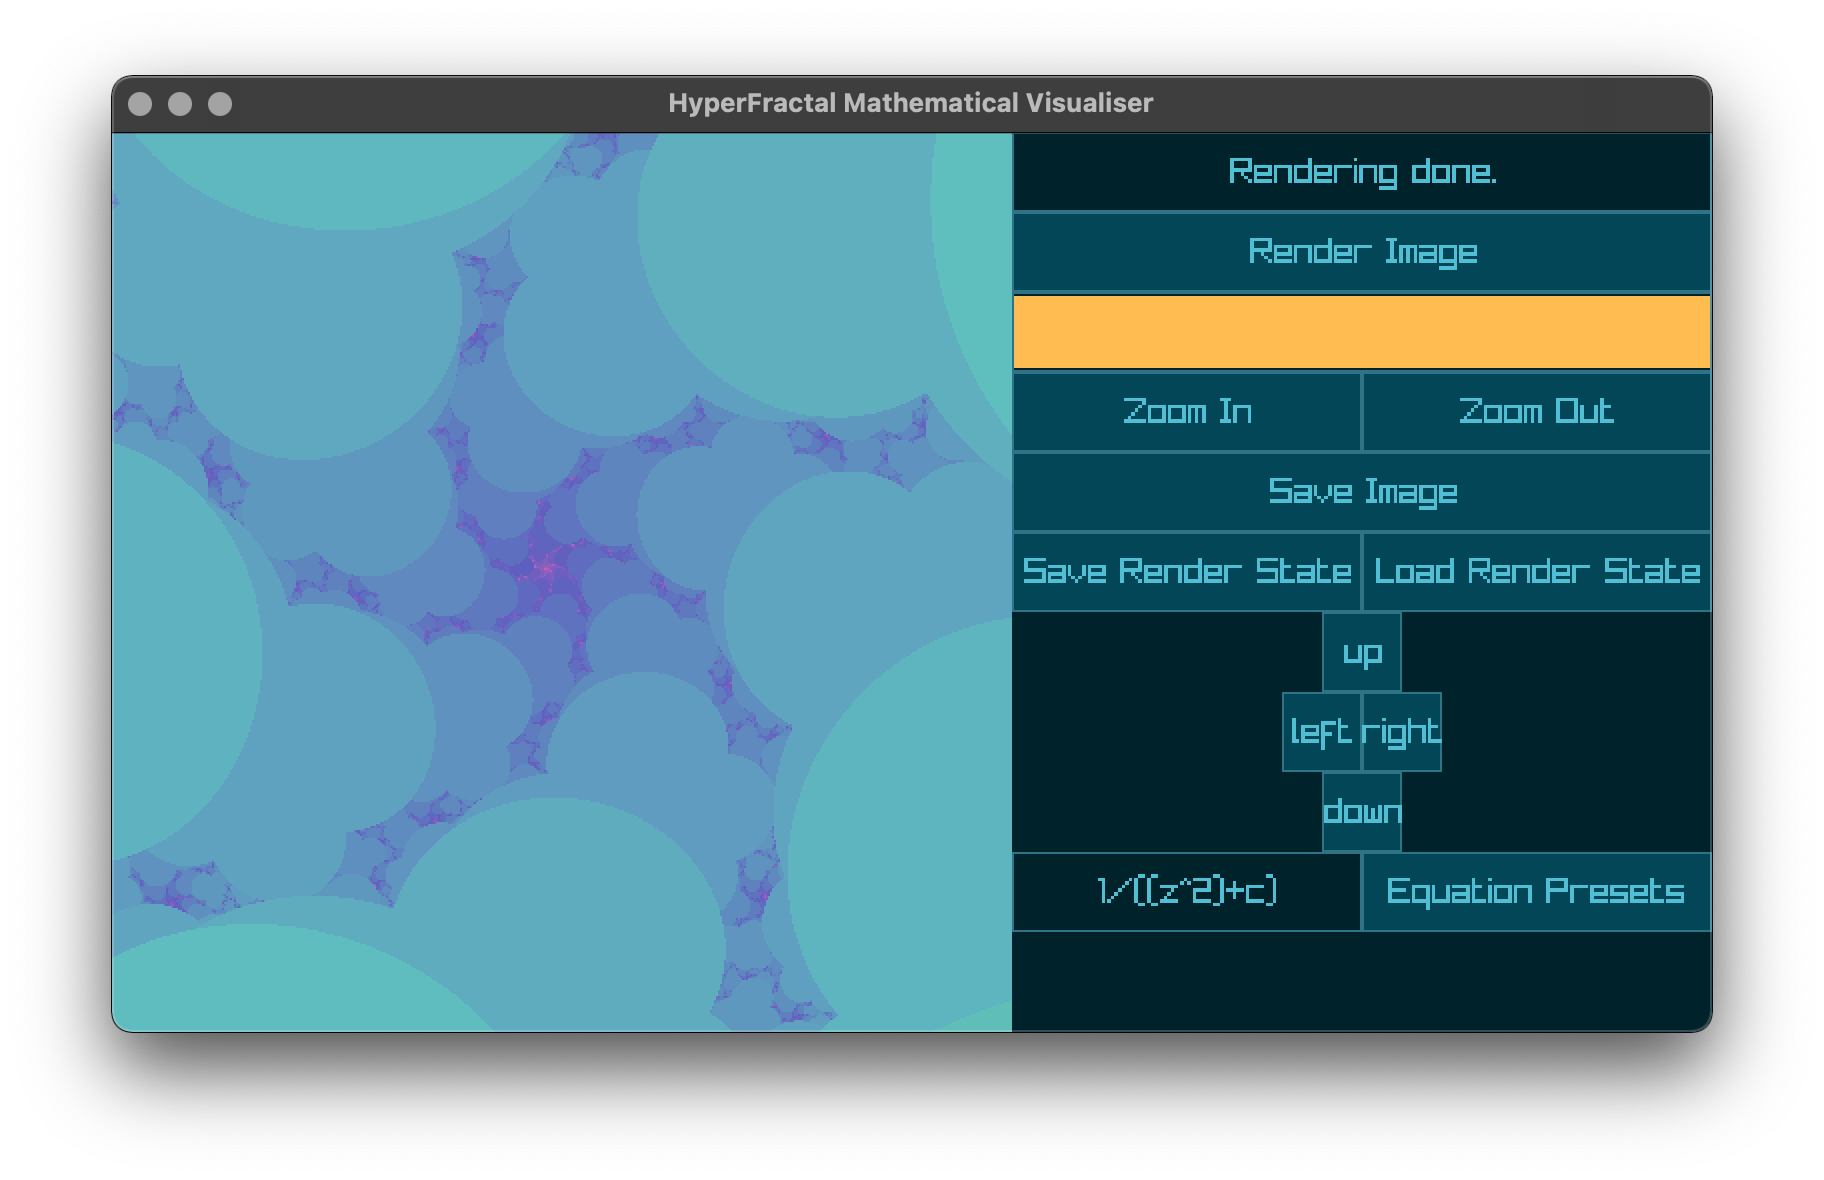 HyperFractal Mathematical Visualiser
Rendering done.
Render Image
Zoom In
Zoom Out
Save Image
Save Render State
Load Render State
up
left
right
down
1/((z^2)+c)
Equation Presets